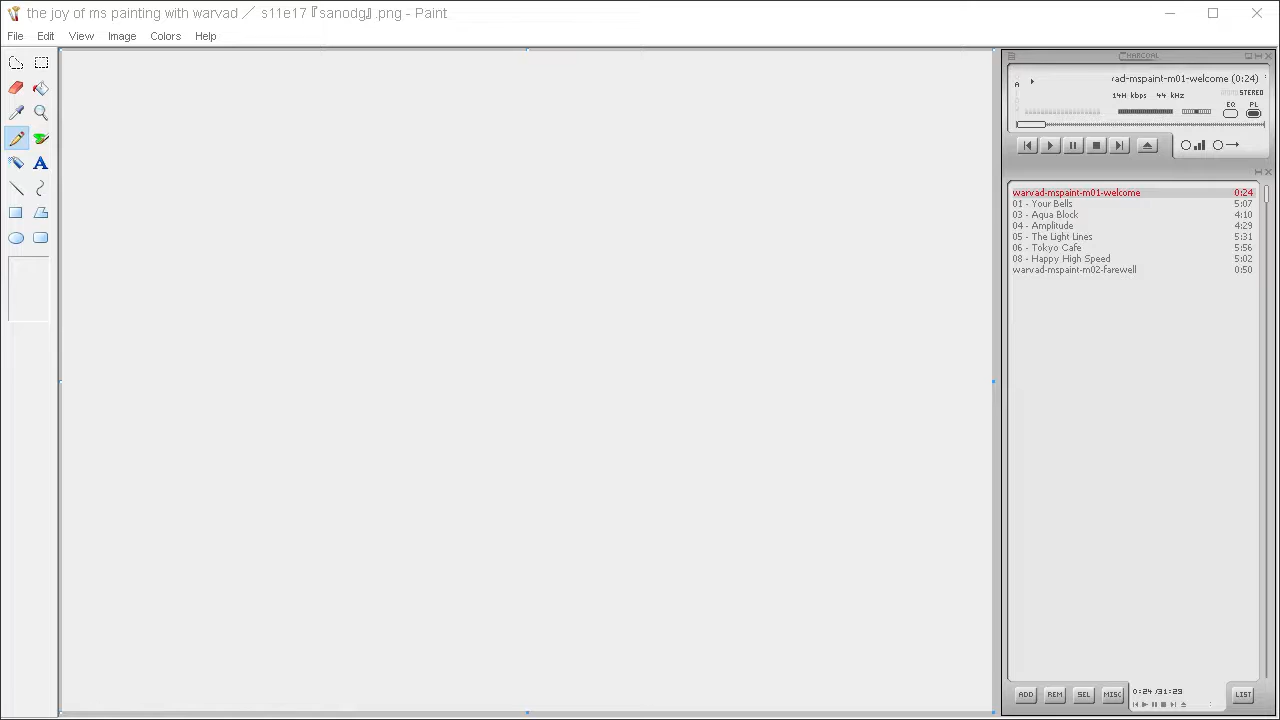 the joy of ms painting with warvad ／ s11e17『sanodg』.png - Paint
File Edit View Image Colors Help
CHARCOAL
rad-mspaint-m01-welcome (0:24)
14H kbps 44 kHz
STEREO
EQ PL
warvad-mspaint-m01-welcome 0:24
01 - Your Bells 5:07
03 - Aqua Block 4:10
04 - Amplitude 4:29
05 - The Light Lines 5:31
06 - Tokyo Cafe 5:56
08 - Happy High Speed 5:02
warvad-mspaint-m02-farewell 0:50
ADD REM SEL MISC 0:24/31:29 LIST